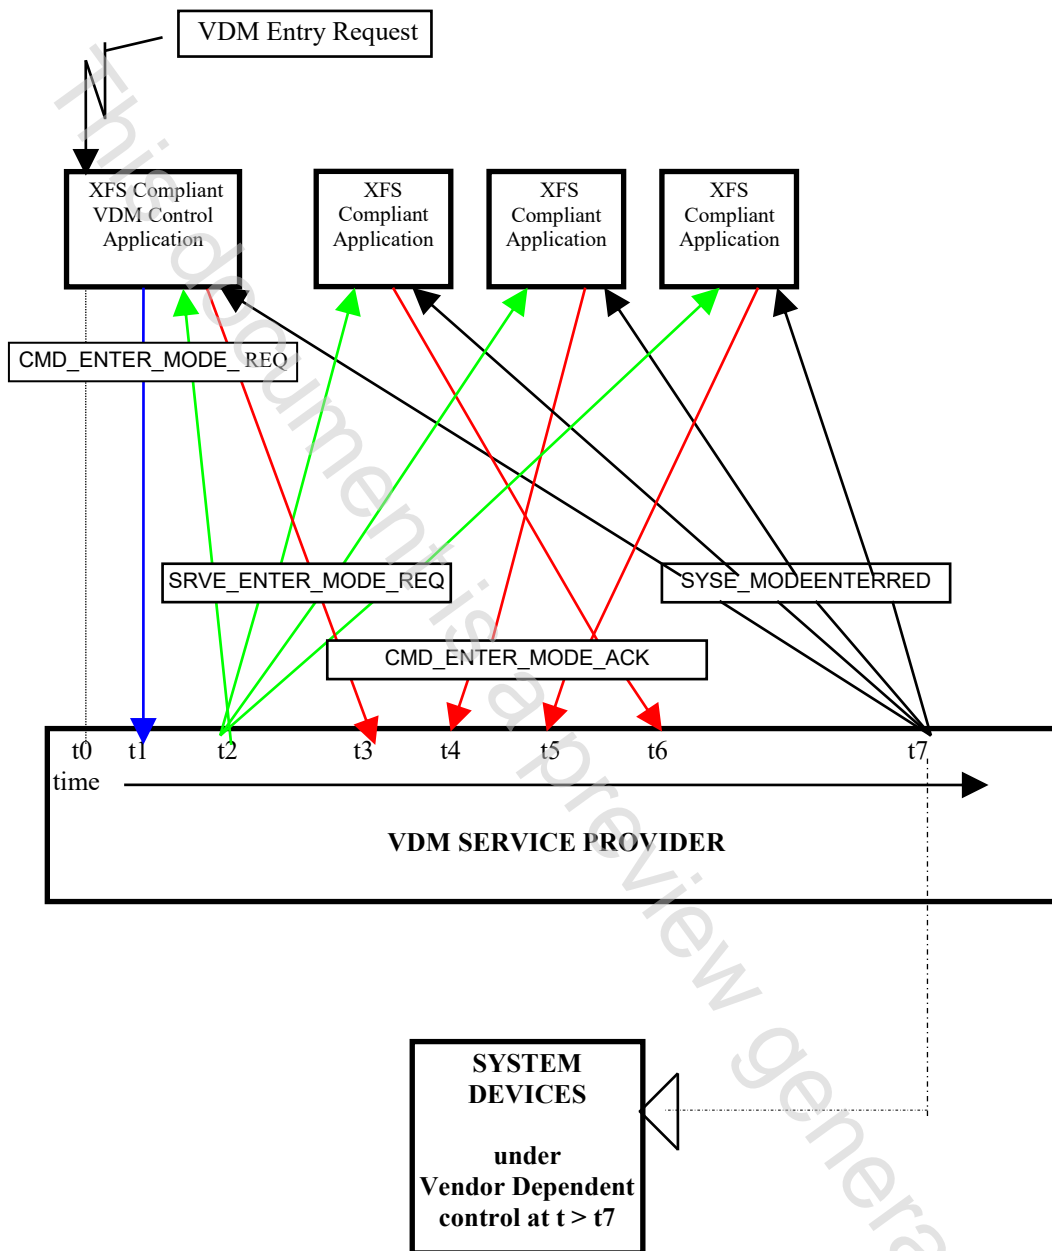 VDM Entry Request
XFS Compliant
VDM Control
Application
XFS
Compliant
Application
XFS
Compliant
Application
XFS
Compliant
Application
CMD_ENTER_MODE_ REQ
SRVE_ENTER_MODE_REQ
SYSE_MODEENTERRED
CMD_ENTER_MODE_ACK
t0 t1 t2 t3 t4 t5 t6 t7
time
VDM SERVICE PROVIDER
SYSTEM
DEVICES
under
Vendor Dependent
control at t > t7
This document is a preview genera